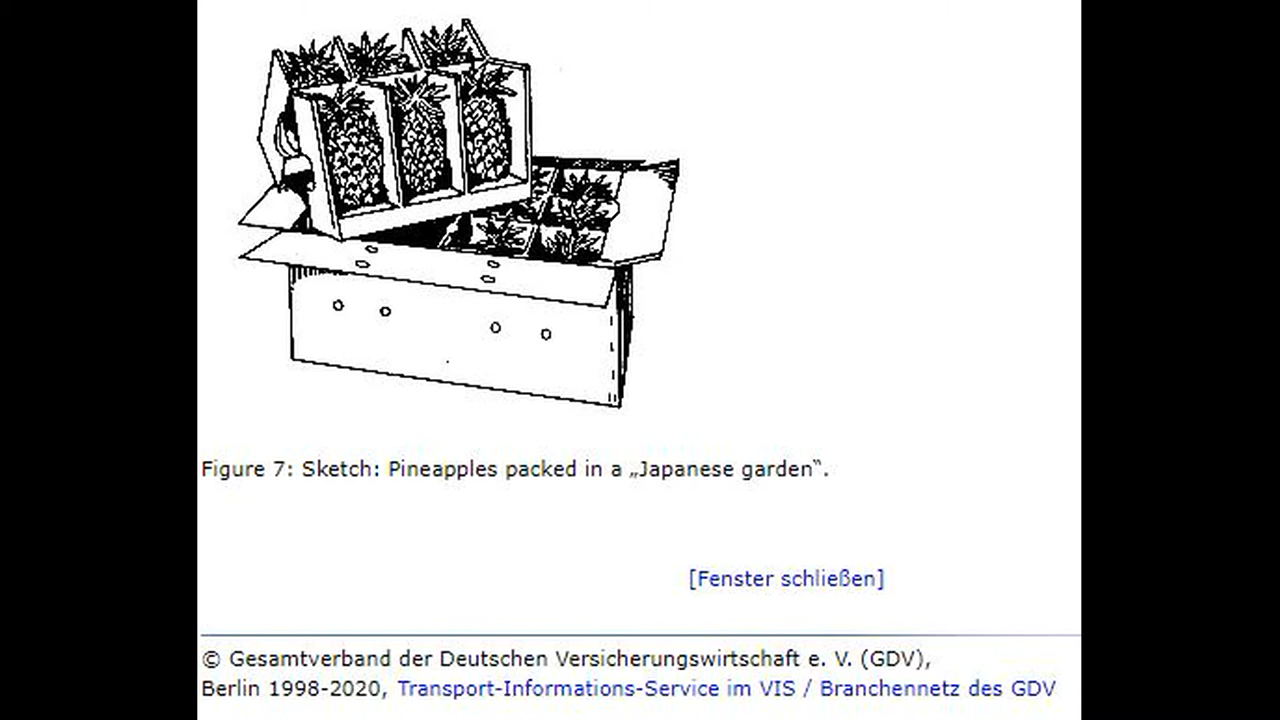 Figure 7: Sketch: Pineapples packed in a „Japanese garden‟.
[Fenster schließen]
© Gesamtverband der Deutschen Versicherungswirtschaft e. V. (GDV),
Berlin 1998-2020, Transport-Informations-Service im VIS / Branchennetz des GDV